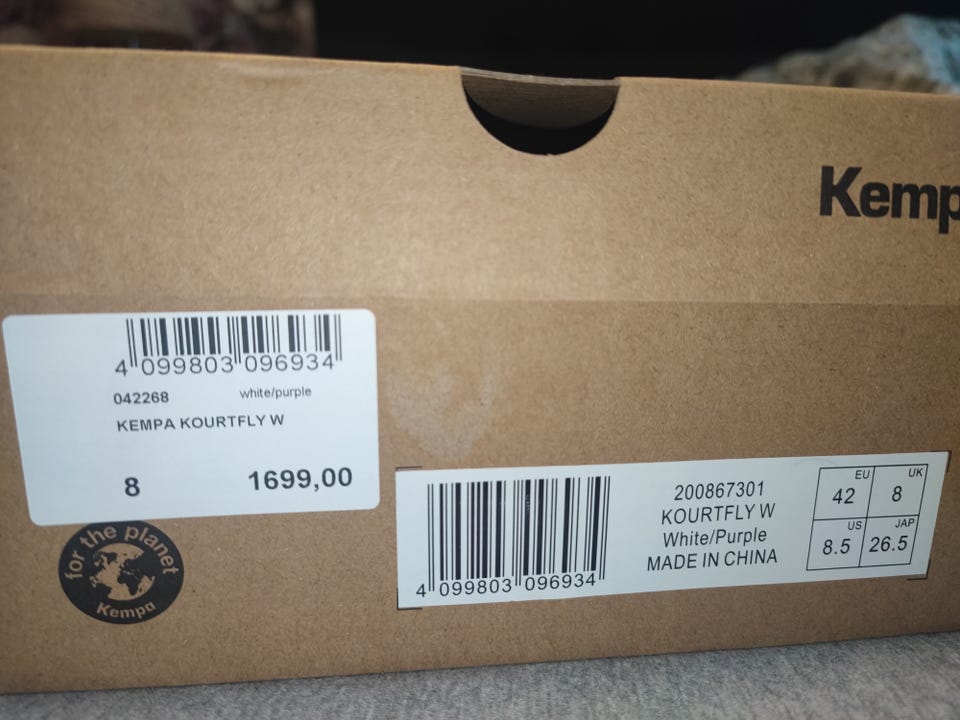 Kemp
4 099803 096934
042268 white/purple
KEMPA KOURTFLY W
8 1699,00
for the planet
Kempa
4 099803 096934
200867301
KOURTFLY W
White/Purple
MADE IN CHINA
EU 42 UK 8
US 8.5 JAP 26.5